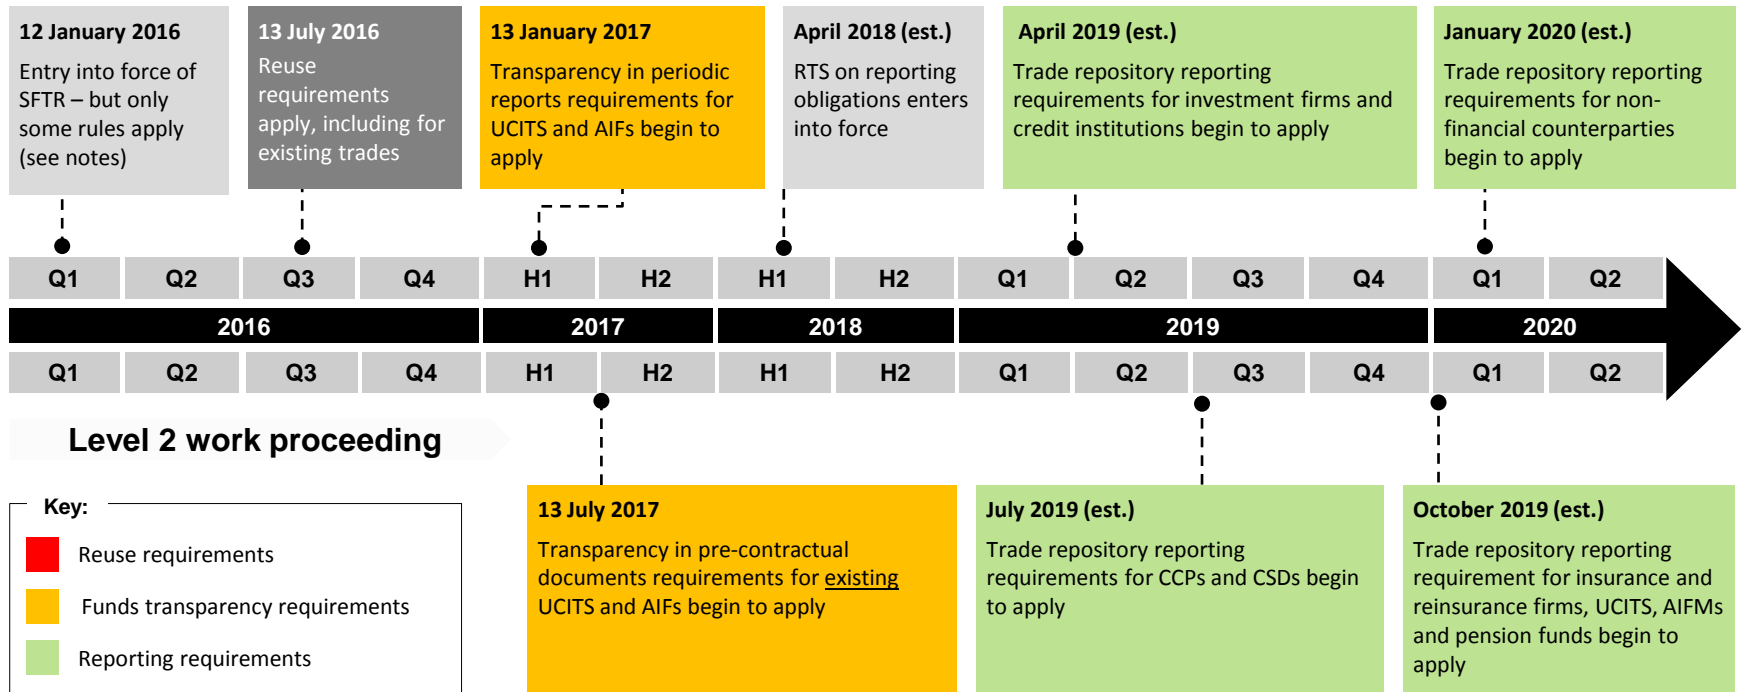 12 January 2016
Entry into force of
SFTR – but only
some rules apply
(see notes)
13 July 2016
Reuse
requirements
apply, including for
existing trades
13 January 2017
Transparency in periodic
reports requirements for
UCITS and AIFs begin to
apply
April 2018 (est.)
RTS on reporting
obligations enters
into force
April 2019 (est.)
Trade repository reporting
requirements for investment firms and
credit institutions begin to apply
January 2020 (est.)
Trade repository reporting
requirements for non-
financial counterparties
begin to apply
Q1 Q2 Q3 Q4 H1 H2 H1 H2 Q1 Q2 Q3 Q4 Q1 Q2
2016 2017 2018 2019 2020
Q1 Q2 Q3 Q4 H1 H2 H1 H2 Q1 Q2 Q3 Q4 Q1 Q2
Level 2 work proceeding
Key:
Reuse requirements
Funds transparency requirements
Reporting requirements
13 July 2017
Transparency in pre-contractual
documents requirements for existing
UCITS and AIFs begin to apply
July 2019 (est.)
Trade repository reporting
requirements for CCPs and CSDs begin
to apply
October 2019 (est.)
Trade repository reporting
requirement for insurance and
reinsurance firms, UCITS, AIFMs
and pension funds begin to
apply